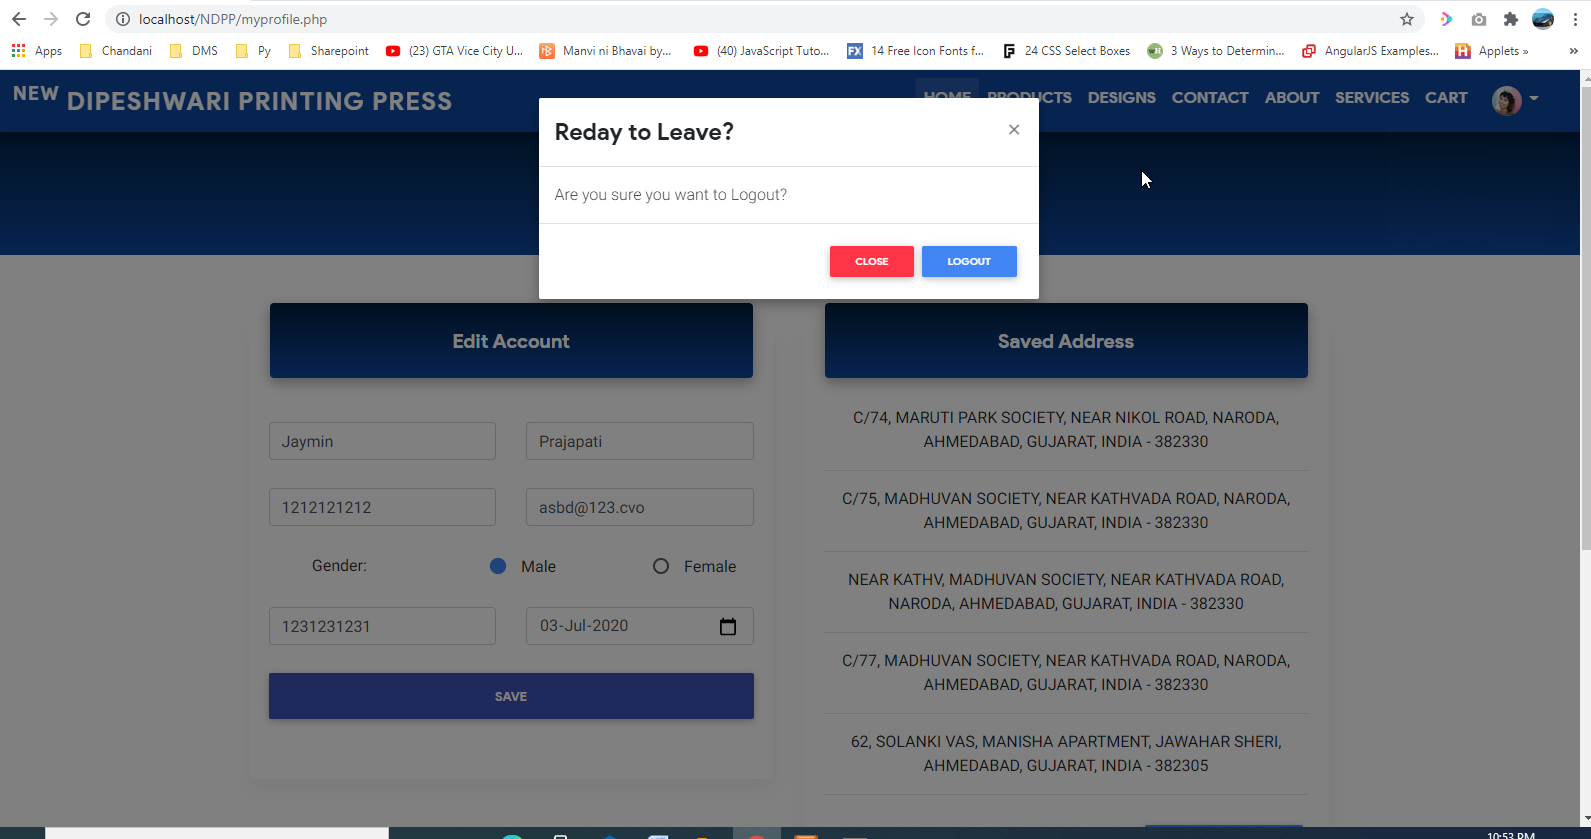 localhost/NDPP/myprofile.php
Apps Chandani DMS Py Sharepoint (23) GTA Vice City U... Manvi ni Bhavai by... (40) JavaScript Tuto... FX 14 Free Icon Fonts f... F 24 CSS Select Boxes 3 Ways to Determin... AngularJS Examples... H Applets » »
NEW DIPESHWARI PRINTING PRESS HOME PRODUCTS DESIGNS CONTACT ABOUT SERVICES CART
Reday to Leave? ×
Are you sure you want to Logout?
CLOSE LOGOUT
Edit Account
Jaymin Prajapati
1212121212 asbd@123.cvo
Gender: Male Female
1231231231 03-Jul-2020
SAVE
Saved Address
C/74, MARUTI PARK SOCIETY, NEAR NIKOL ROAD, NARODA,
AHMEDABAD, GUJARAT, INDIA - 382330
C/75, MADHUVAN SOCIETY, NEAR KATHVADA ROAD, NARODA,
AHMEDABAD, GUJARAT, INDIA - 382330
NEAR KATHV, MADHUVAN SOCIETY, NEAR KATHVADA ROAD,
NARODA, AHMEDABAD, GUJARAT, INDIA - 382330
C/77, MADHUVAN SOCIETY, NEAR KATHVADA ROAD, NARODA,
AHMEDABAD, GUJARAT, INDIA - 382330
62, SOLANKI VAS, MANISHA APARTMENT, JAWAHAR SHERI,
AHMEDABAD, GUJARAT, INDIA - 382305
10:53 PM